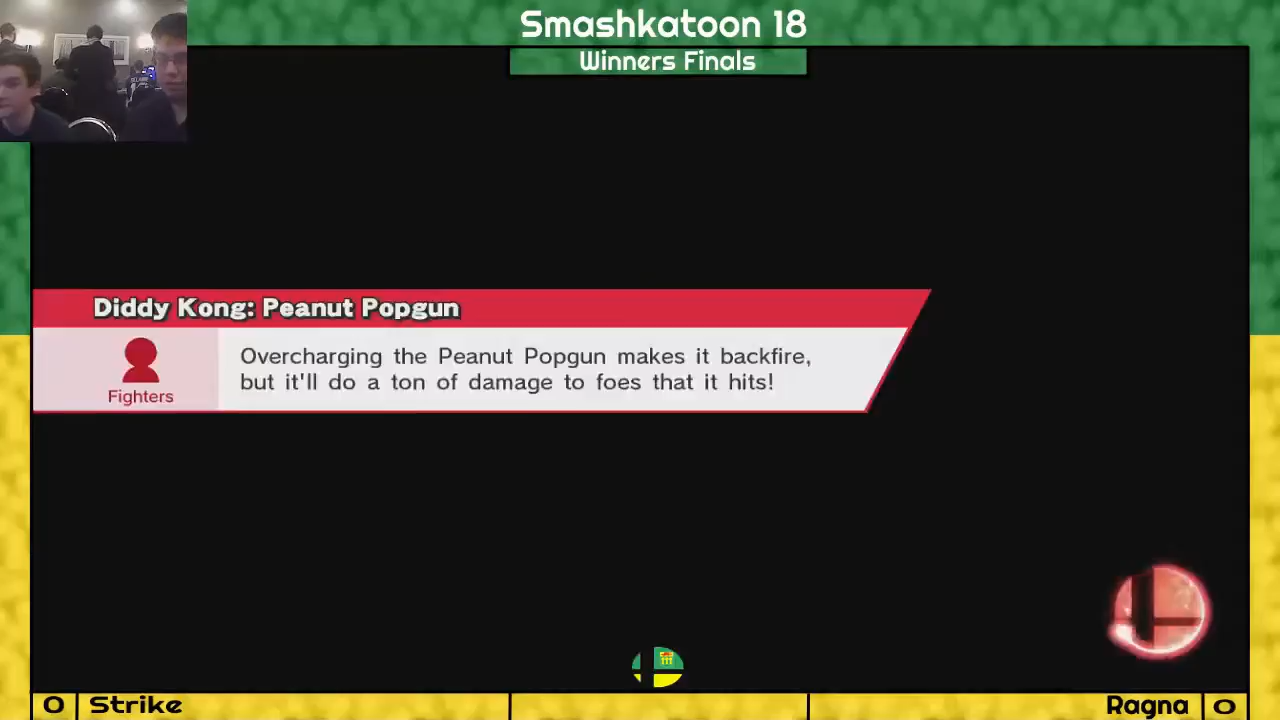 Smashkatoon 18
Winners Finals
Diddy Kong: Peanut Popgun
Fighters
Overcharging the Peanut Popgun makes it backfire,
but it'll do a ton of damage to foes that it hits!
0 Strike
Ragna 0